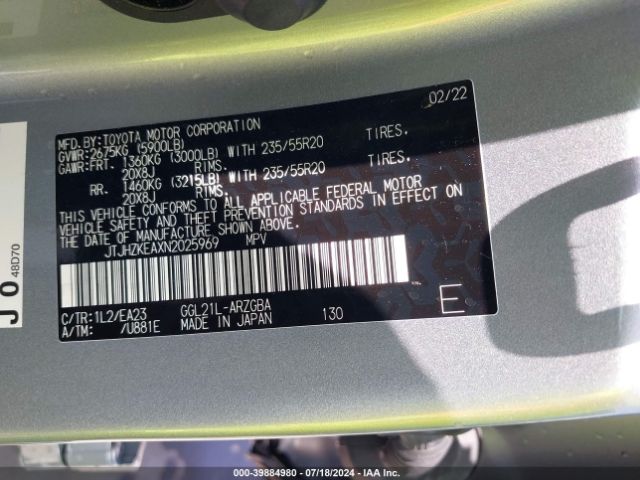 02/22
MFD.BY:TOYOTA MOTOR CORPORATION
GVWR:2675KG (5900LB)
GAWR:FRT. 1360KG (3000LB) WITH 235/55R20 TIRES.
20X8J RIMS.
RR. 1460KG (3215LB) WITH 235/55R20 TIRES.
20X8J RIMS.
THIS VEHICLE CONFORMS TO ALL APPLICABLE FEDERAL MOTOR
VEHICLE SAFETY AND THEFT PREVENTION STANDARDS IN EFFECT ON
THE DATE OF MANUFACTURE SHOWN ABOVE.
JTJHZKEAXN2025969 MPV
C/TR:1L2/EA23 GGL21L-ARZGBA
A/TM: /U881E MADE IN JAPAN 130
E
J O 48D70
000-39884980 - 07/18/2024 - IAA Inc.